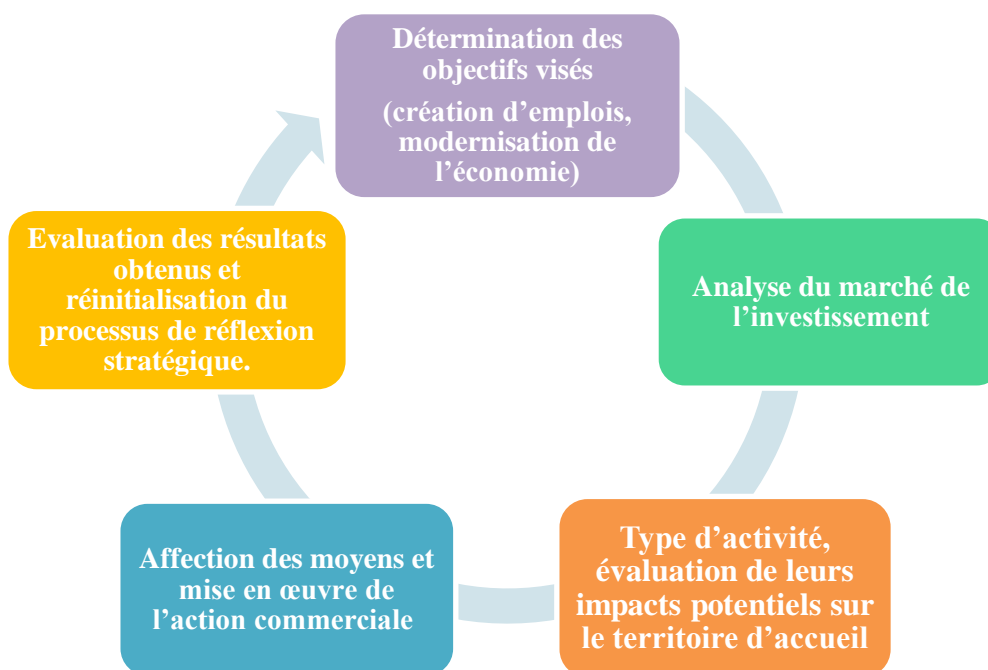 Détermination des
objectifs visés
(création d’emplois,
modernisation de
l’économie)
Analyse du marché de
l’investissement
Type d’activité,
évaluation de leurs
impacts potentiels sur
le territoire d’accueil
Affection des moyens et
mise en œuvre de
l’action commerciale
Evaluation des résultats
obtenus et
réinitialisation du
processus de réflexion
stratégique.